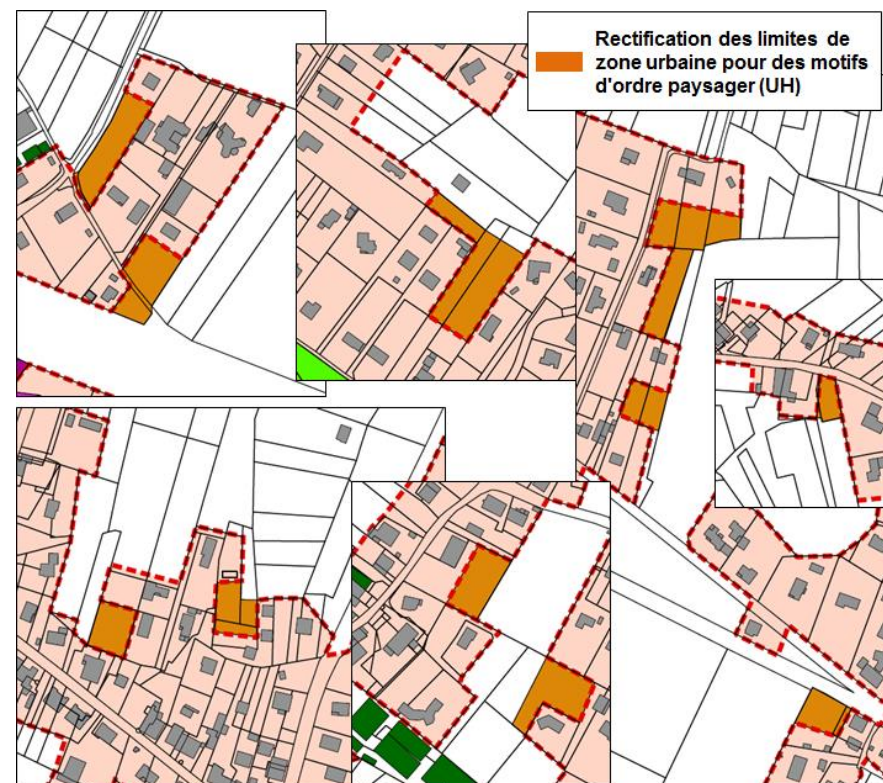 Rectification des limites de
zone urbaine pour des motifs
d'ordre paysager (UH)